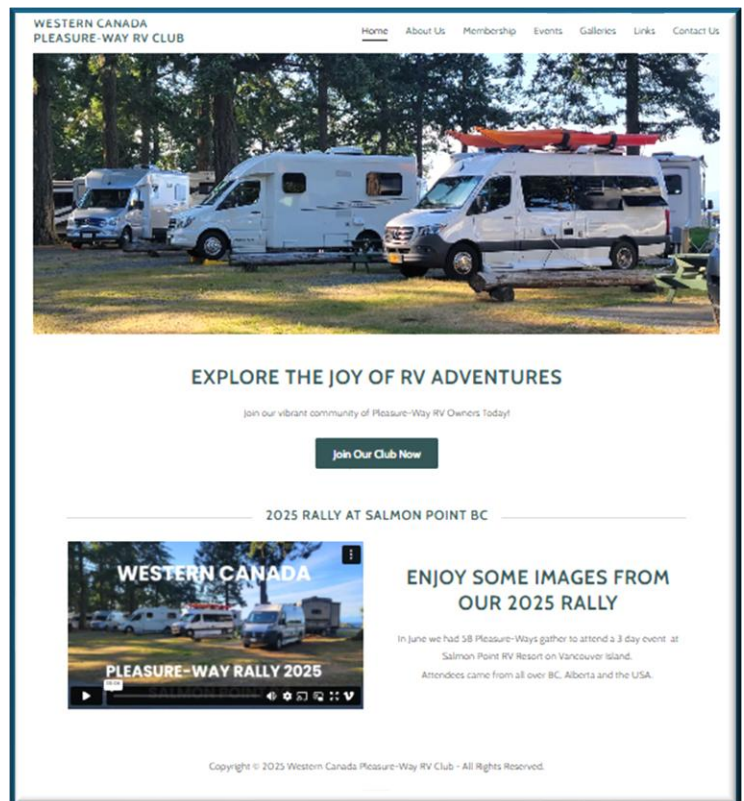 WESTERN CANADA
PLEASURE-WAY RV CLUB
Home About Us Membership Events Galleries Links Contact Us
EXPLORE THE JOY OF RV ADVENTURES
Join our vibrant community of Pleasure-Way RV Owners Today!
Join Our Club Now
2025 RALLY AT SALMON POINT BC
WESTERN CANADA
PLEASURE-WAY RALLY 2025
SALMON POINT
ENJOY SOME IMAGES FROM
OUR 2025 RALLY
In June we had 58 Pleasure-Ways gather to attend a 3 day event at
Salmon Point RV Resort on Vancouver Island.
Attendees came from all over BC, Alberta and the USA.
Copyright © 2025 Western Canada Pleasure-Way RV Club - All Rights Reserved.